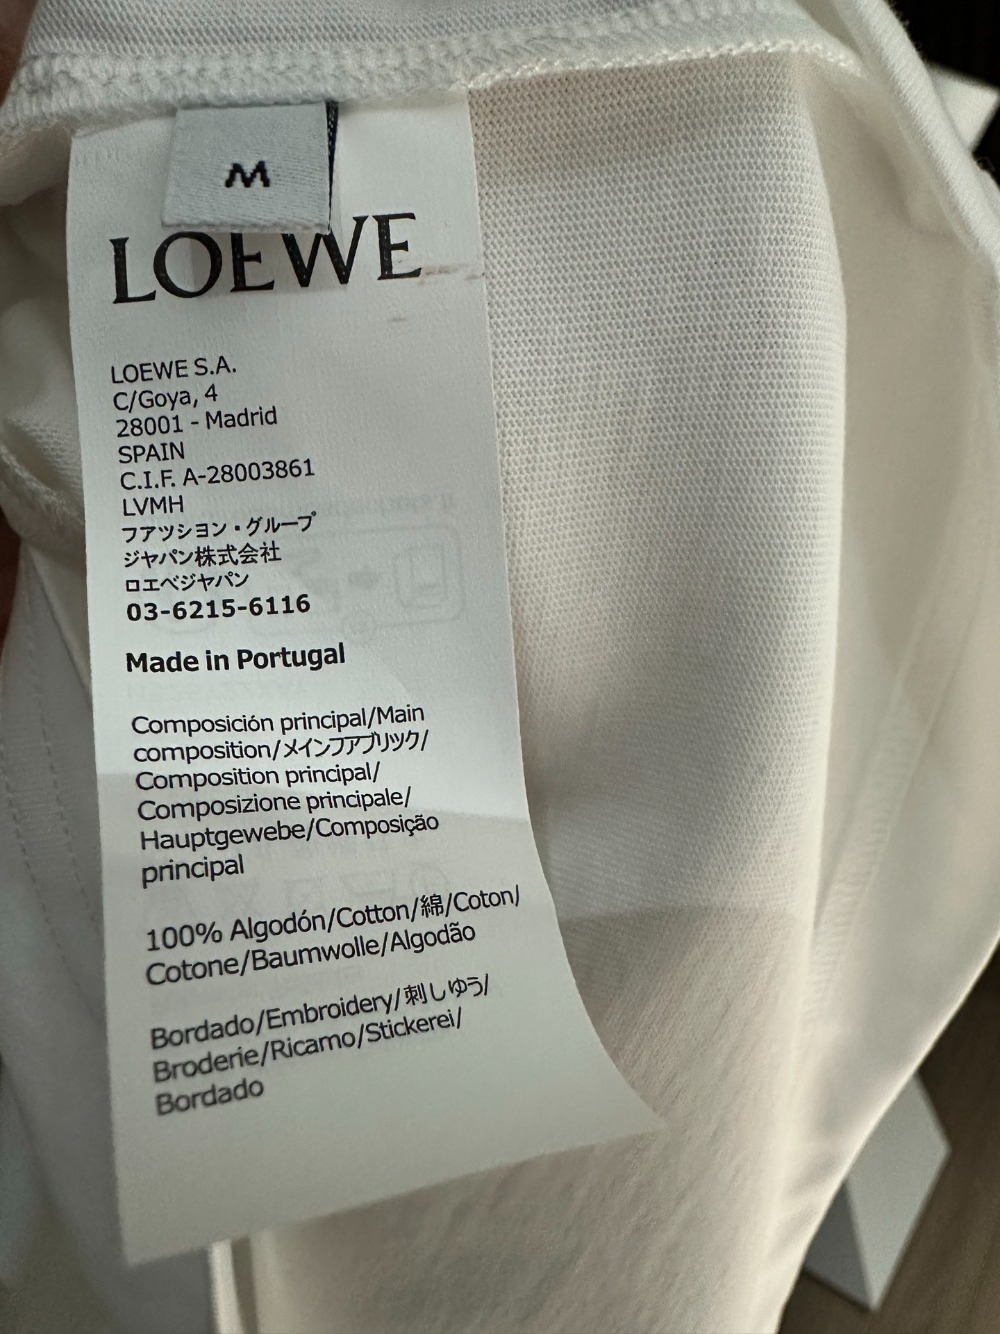 M
LOEWE
LOEWE S.A.
C/Goya, 4
28001 - Madrid
SPAIN
C.I.F. A-28003861
LVMH
フアツシヨン・グループ
ジャパン株式会社
ロエベジャパン
03-6215-6116
Made in Portugal
Composición principal/Main
composition/メインファブリック/
Composition principal/
Composizione principale/
Hauptgewebe/Composição
principal
100% Algodón/Cotton/綿/Coton/
Cotone/Baumwolle/Algodão
Bordado/Embroidery/刺しゆう/
Broderie/Ricamo/Stickerei/
Bordado